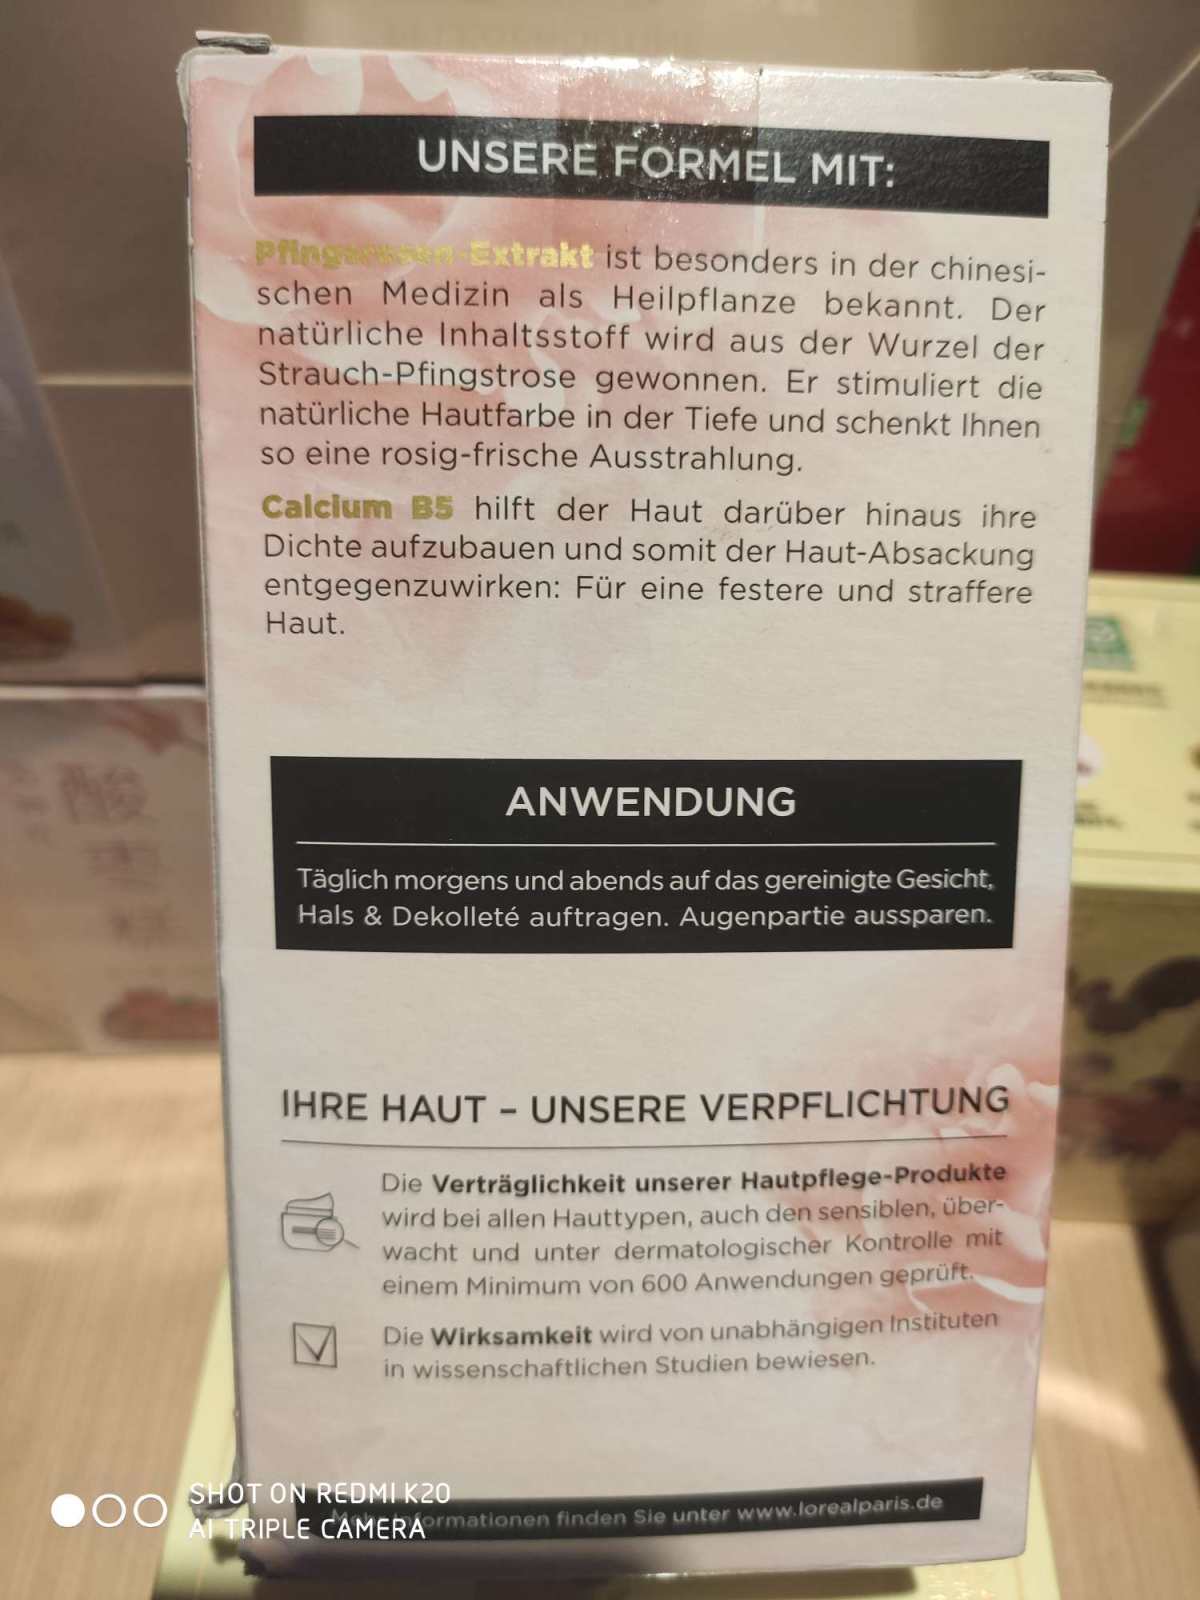 UNSERE FORMEL MIT:
Pfingsrosen-Extrakt ist besonders in der chinesi-
schen Medizin als Heilpflanze bekannt. Der
natürliche Inhaltsstoff wird aus der Wurzel der
Strauch-Pfingstrose gewonnen. Er stimuliert die
natürliche Hautfarbe in der Tiefe und schenkt Ihnen
so eine rosig-frische Ausstrahlung.
Calcium B5 hilft der Haut darüber hinaus ihre
Dichte aufzubauen und somit der Haut-Absackung
entgegenzuwirken: Für eine festere und straffere
Haut.
ANWENDUNG
Täglich morgens und abends auf das gereinigte Gesicht,
Hals & Dekolleté auftragen. Augenpartie aussparen.
IHRE HAUT – UNSERE VERPFLICHTUNG
Die Verträglichkeit unserer Hautpflege-Produkte
wird bei allen Hauttypen, auch den sensiblen, über-
wacht und unter dermatologischer Kontrolle mit
einem Minimum von 600 Anwendungen geprüft.
Die Wirksamkeit wird von unabhängigen Instituten
in wissenschaftlichen Studien bewiesen.
Mehr Informationen finden Sie unter www.lorealparis.de
SHOT ON REDMI K20
AI TRIPLE CAMERA
酸